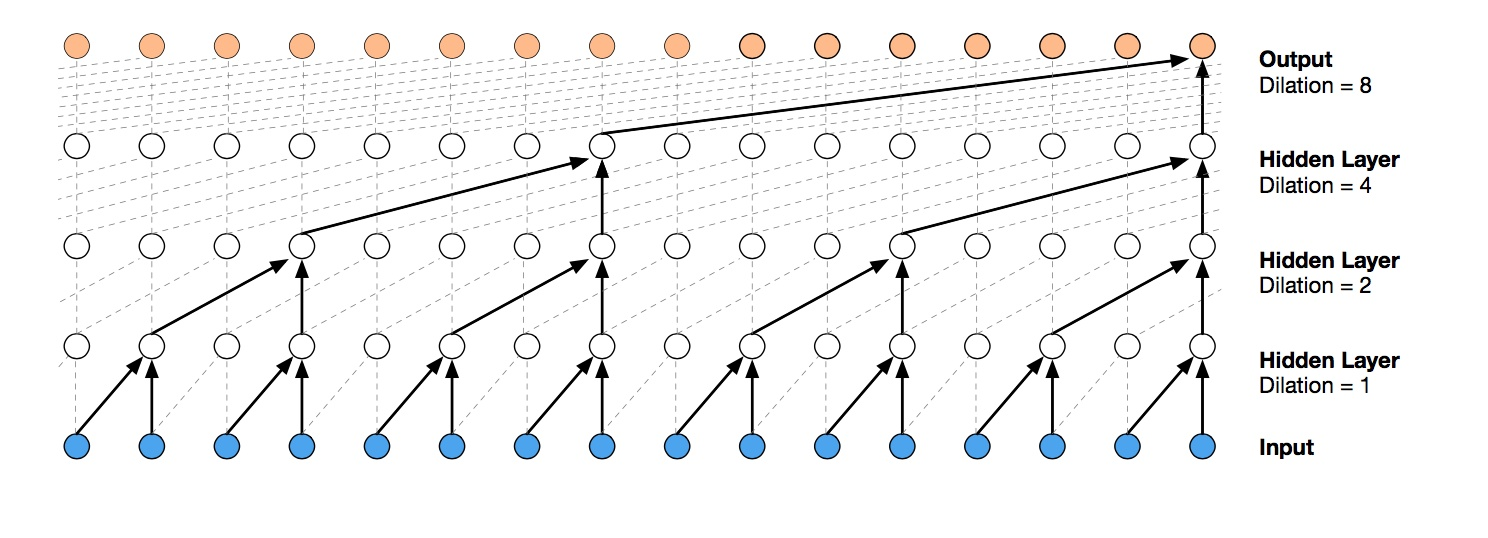 Output
Dilation = 8
Hidden Layer
Dilation = 4
Hidden Layer
Dilation = 2
Hidden Layer
Dilation = 1
Input